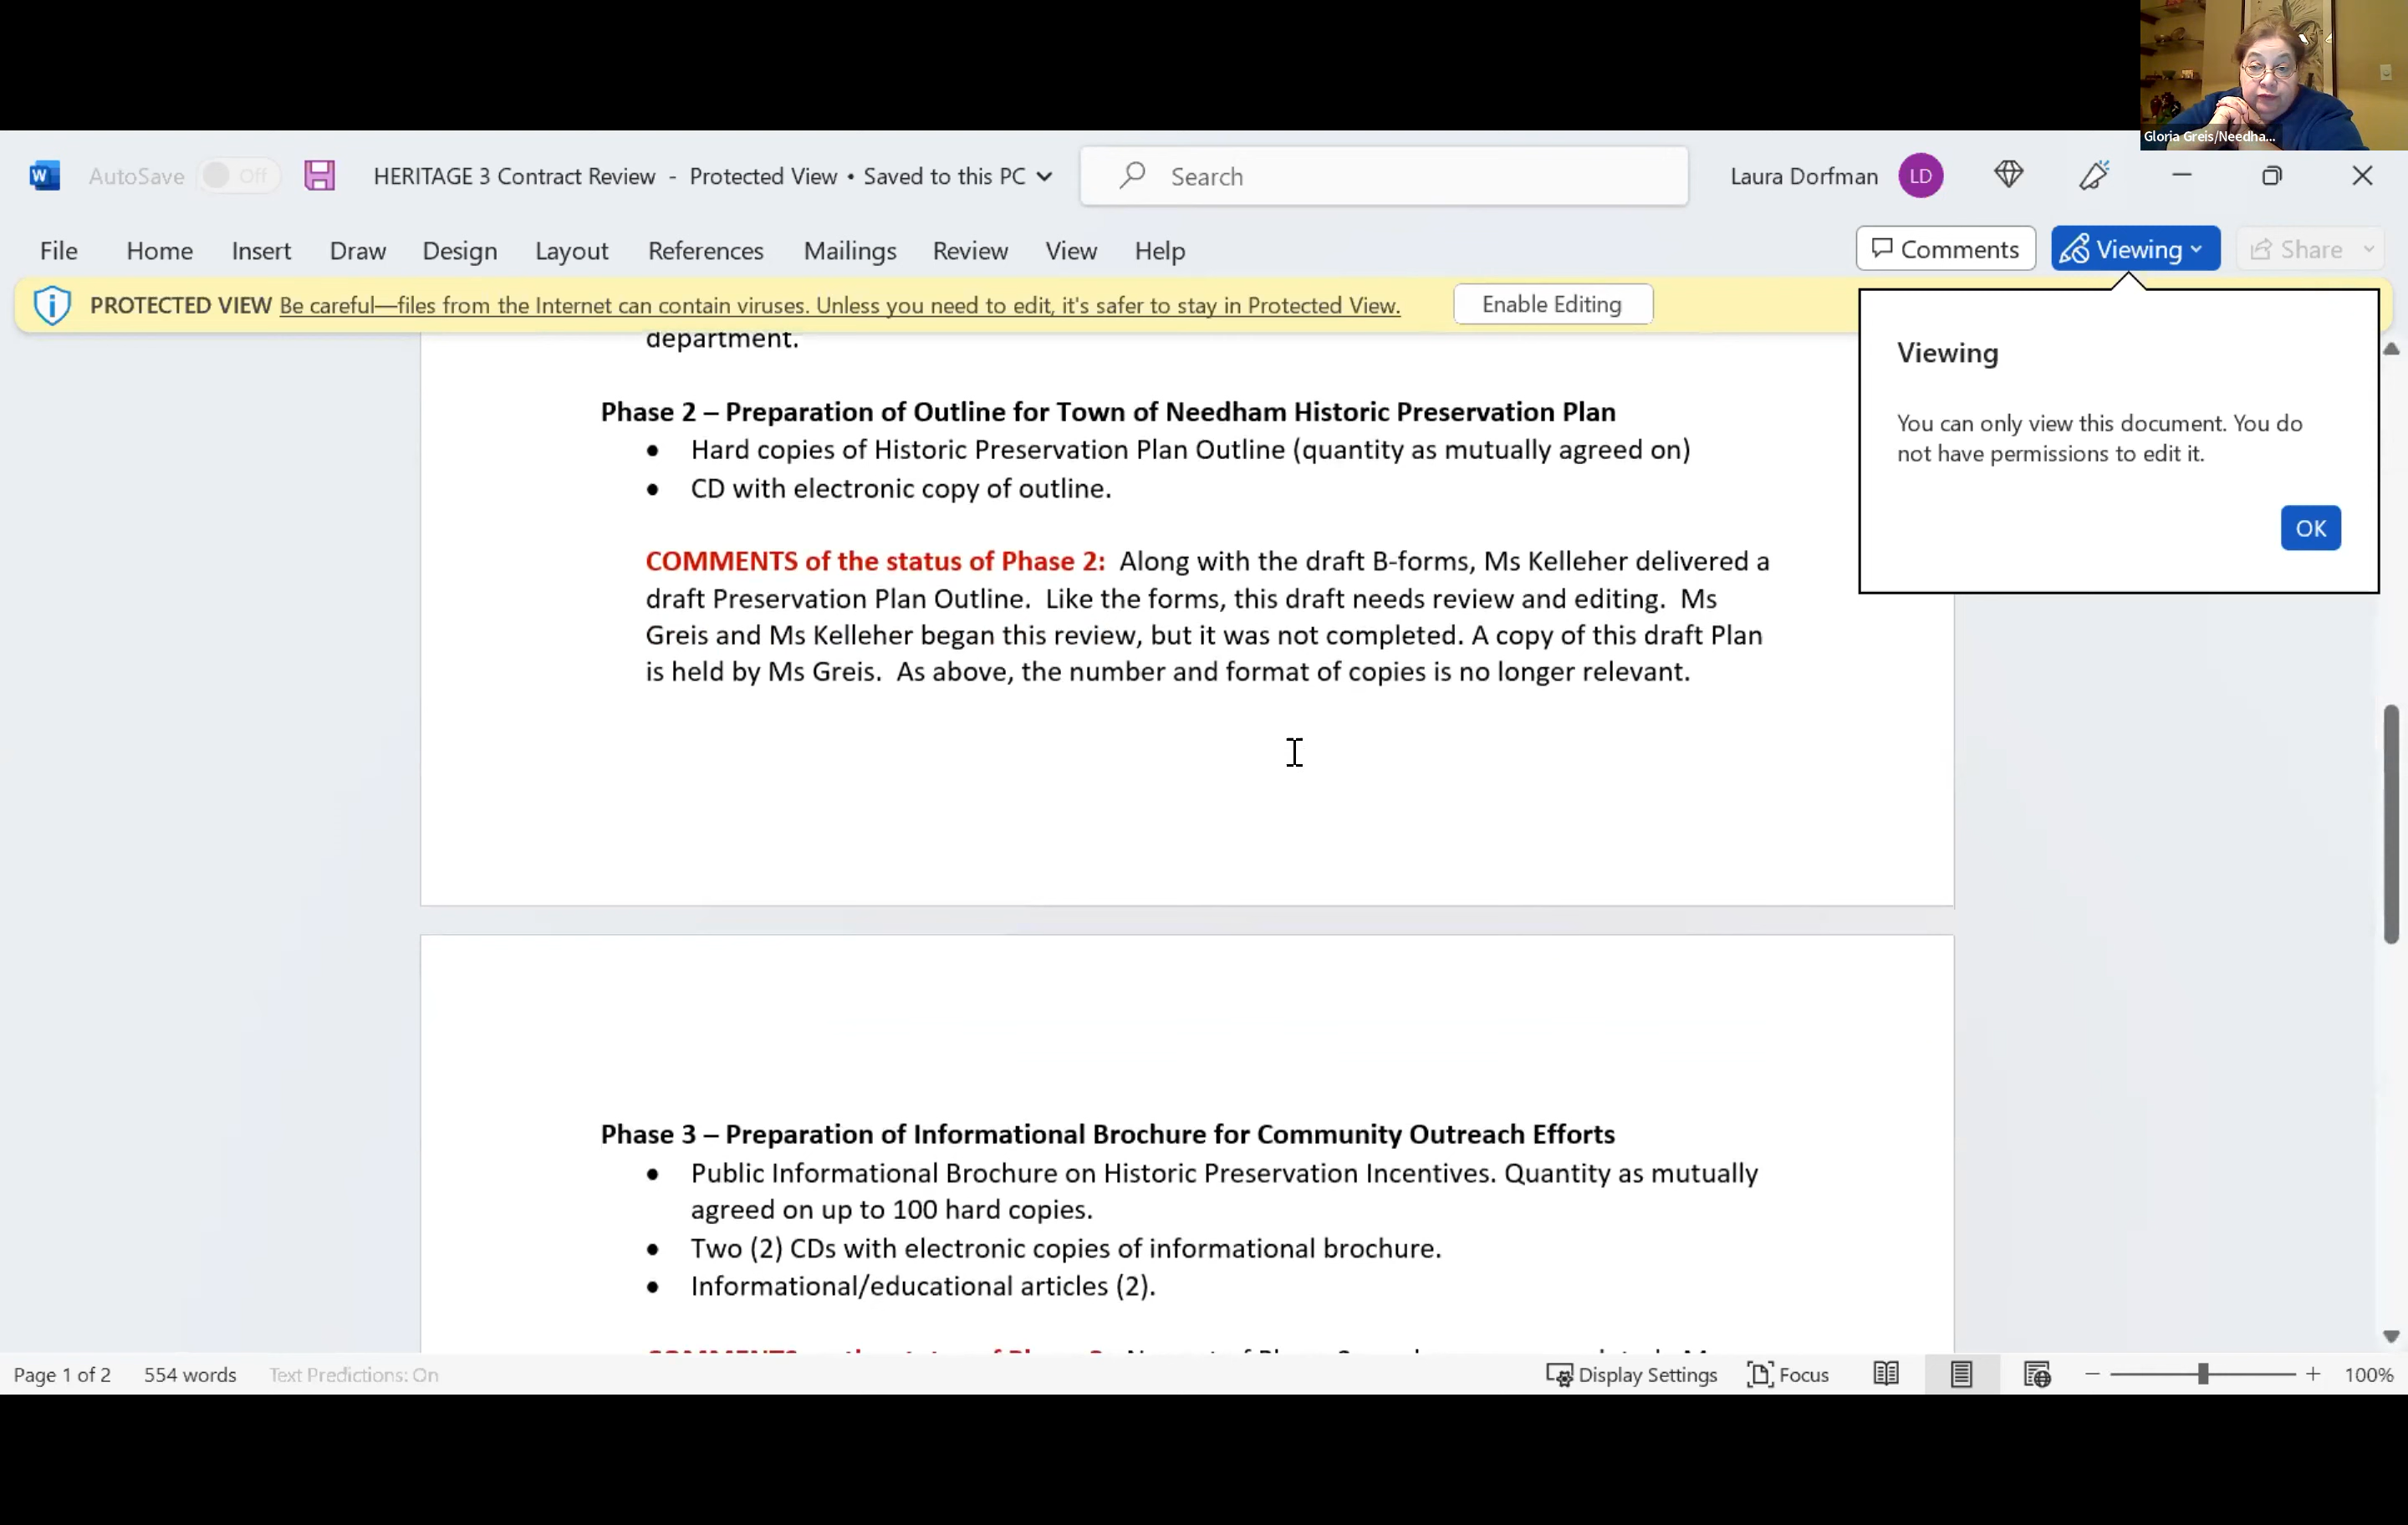 Gloria Greis/Needha...
W AutoSave Off HERITAGE 3 Contract Review - Protected View • Saved to this PC Search Laura Dorfman LD
File Home Insert Draw Design Layout References Mailings Review View Help Comments Viewing Share
PROTECTED VIEW Be careful—files from the Internet can contain viruses. Unless you need to edit, it's safer to stay in Protected View. Enable Editing
Viewing
You can only view this document. You do
not have permissions to edit it.
OK
department.
Phase 2 – Preparation of Outline for Town of Needham Historic Preservation Plan
● Hard copies of Historic Preservation Plan Outline (quantity as mutually agreed on)
● CD with electronic copy of outline.
COMMENTS of the status of Phase 2: Along with the draft B-forms, Ms Kelleher delivered a
draft Preservation Plan Outline. Like the forms, this draft needs review and editing. Ms
Greis and Ms Kelleher began this review, but it was not completed. A copy of this draft Plan
is held by Ms Greis. As above, the number and format of copies is no longer relevant.
Phase 3 – Preparation of Informational Brochure for Community Outreach Efforts
● Public Informational Brochure on Historic Preservation Incentives. Quantity as mutually
agreed on up to 100 hard copies.
● Two (2) CDs with electronic copies of informational brochure.
● Informational/educational articles (2).
Page 1 of 2 554 words Text Predictions: On Display Settings Focus 100%